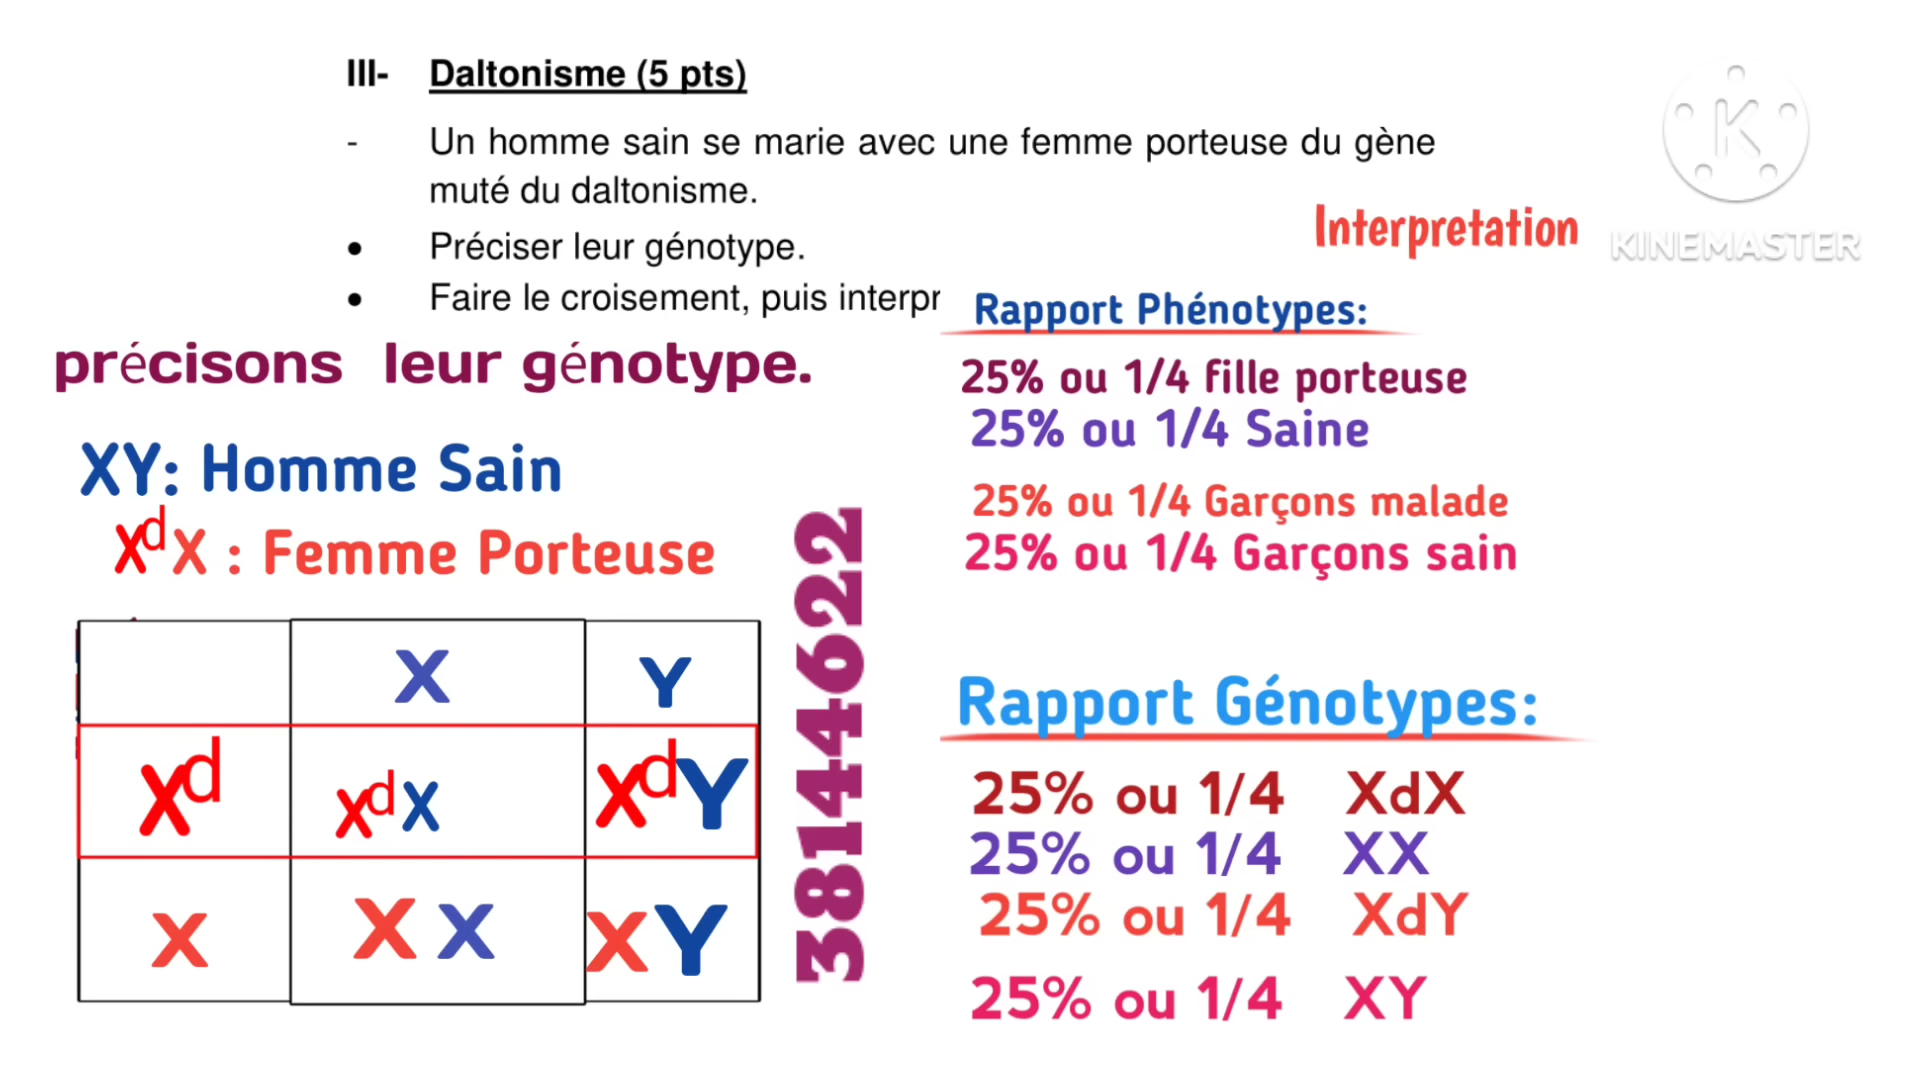 III- Daltonisme (5 pts)
- Un homme sain se marie avec une femme porteuse du gène
muté du daltonisme.
• Préciser leur génotype.
• Faire le croisement, puis interpr
précisons leur génotype.
XY: Homme Sain
XdX : Femme Porteuse
X Y
Xd XdX XdY
X X X XY
38144622
Interpretation
Rapport Phénotypes:
25% ou 1/4 fille porteuse
25% ou 1/4 Saine
25% ou 1/4 Garçons malade
25% ou 1/4 Garçons sain
Rapport Génotypes:
25% ou 1/4 XdX
25% ou 1/4 XX
25% ou 1/4 XdY
25% ou 1/4 XY
K
KINEMASTER